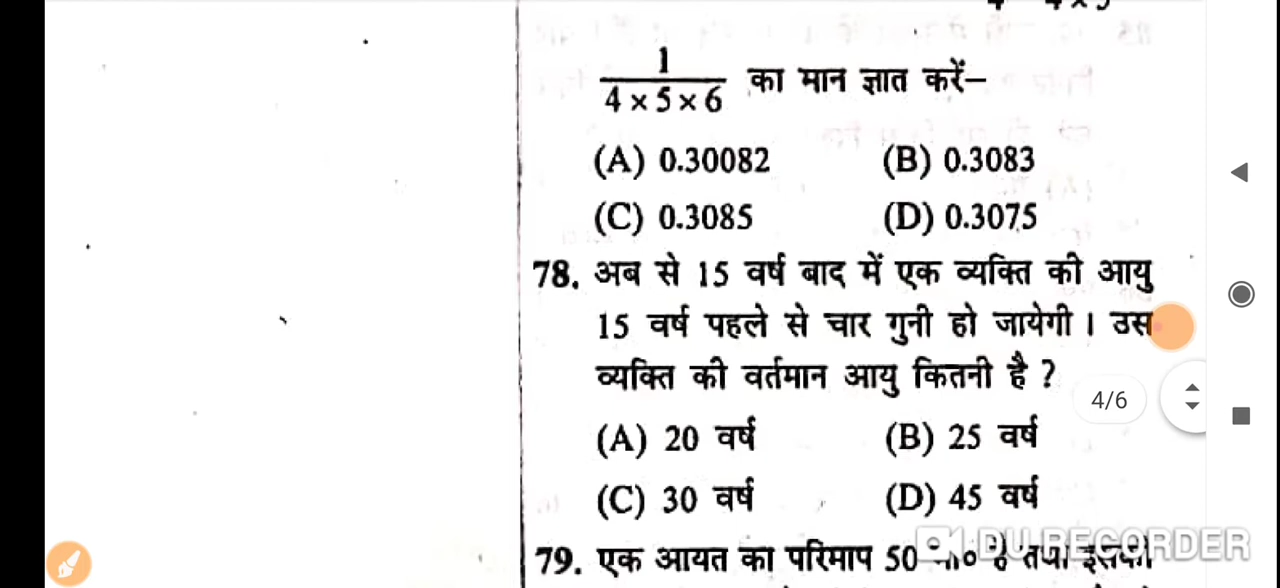 1
4 × 5 × 6 का मान ज्ञात करें–
(A) 0.30082 (B) 0.3083
(C) 0.3085 (D) 0.3075
78. अब से 15 वर्ष बाद में एक व्यक्ति की आयु
15 वर्ष पहले से चार गुनी हो जायेगी। उस
व्यक्ति की वर्तमान आयु कितनी है ?
4/6
(A) 20 वर्ष (B) 25 वर्ष
(C) 30 वर्ष (D) 45 वर्ष
79. एक आयत का परिमाप 50 है तथा इसकी
DU RECORDER